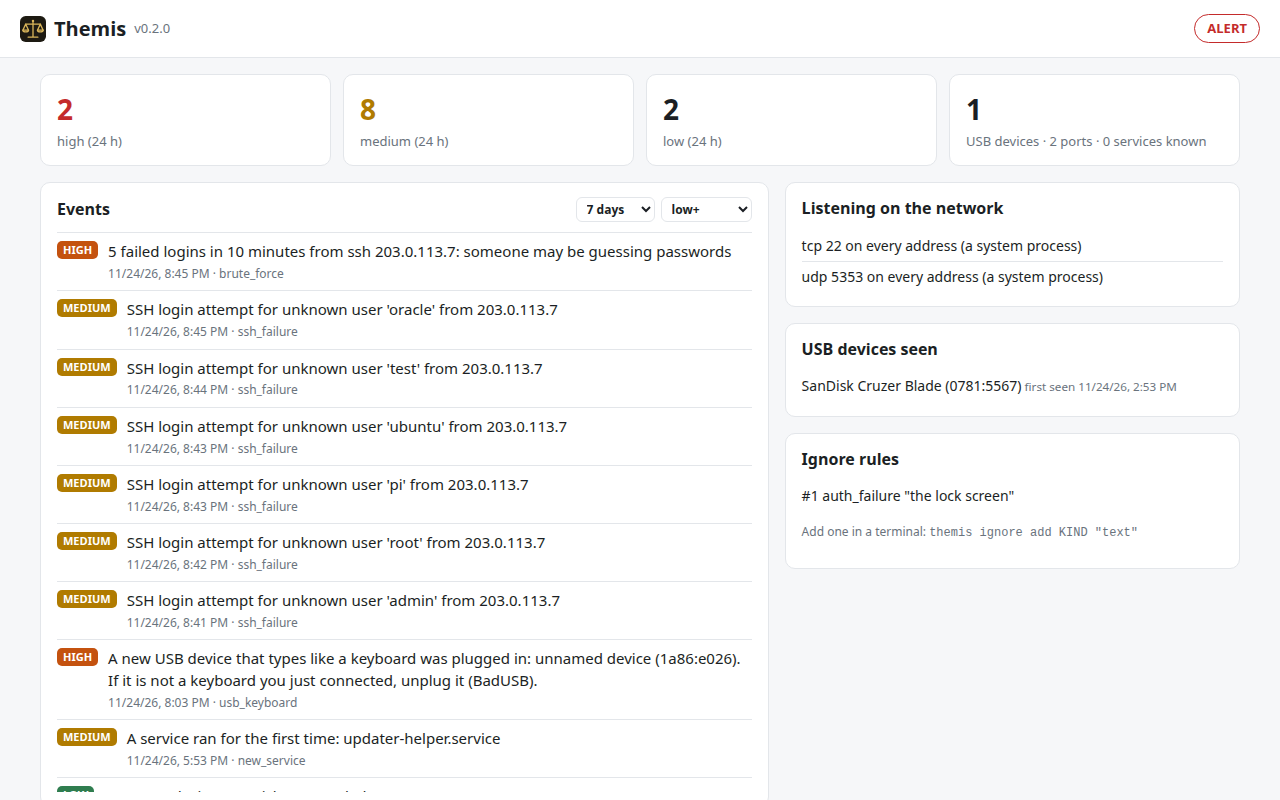 Themis v0.2.0
ALERT
2
high (24 h)
8
medium (24 h)
2
low (24 h)
1
USB devices · 2 ports · 0 services known
Events
7 days
low+
HIGH 5 failed logins in 10 minutes from ssh 203.0.113.7: someone may be guessing passwords
11/24/26, 8:45 PM · brute_force
MEDIUM SSH login attempt for unknown user 'oracle' from 203.0.113.7
11/24/26, 8:45 PM · ssh_failure
MEDIUM SSH login attempt for unknown user 'test' from 203.0.113.7
11/24/26, 8:44 PM · ssh_failure
MEDIUM SSH login attempt for unknown user 'ubuntu' from 203.0.113.7
11/24/26, 8:43 PM · ssh_failure
MEDIUM SSH login attempt for unknown user 'pi' from 203.0.113.7
11/24/26, 8:43 PM · ssh_failure
MEDIUM SSH login attempt for unknown user 'root' from 203.0.113.7
11/24/26, 8:42 PM · ssh_failure
MEDIUM SSH login attempt for unknown user 'admin' from 203.0.113.7
11/24/26, 8:41 PM · ssh_failure
HIGH A new USB device that types like a keyboard was plugged in: unnamed device (1a86:e026).
If it is not a keyboard you just connected, unplug it (BadUSB).
11/24/26, 8:03 PM · usb_keyboard
MEDIUM A service ran for the first time: updater-helper.service
11/24/26, 5:53 PM · new_service
Listening on the network
tcp 22 on every address (a system process)
udp 5353 on every address (a system process)
USB devices seen
SanDisk Cruzer Blade (0781:5567) first seen 11/24/26, 2:53 PM
Ignore rules
#1 auth_failure "the lock screen"
Add one in a terminal: themis ignore add KIND "text"